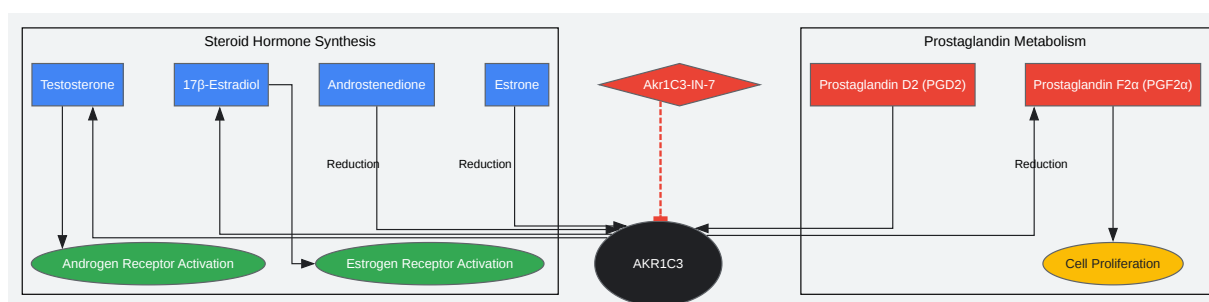 Steroid Hormone Synthesis
Prostaglandin Metabolism
Testosterone
17β-Estradiol
Androstenedione
Estrone
Akr1C3-IN-7
Prostaglandin D2 (PGD2)
Prostaglandin F2α (PGF2α)
Reduction
Reduction
Reduction
Androgen Receptor Activation
Estrogen Receptor Activation
AKR1C3
Cell Proliferation